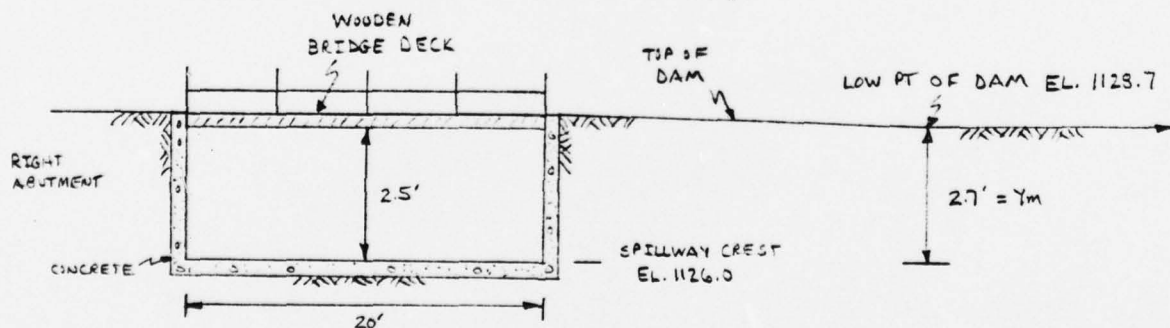 WOODEN
BRIDGE DECK
TOP OF
DAM
LOW PT OF DAM EL. 1128.7
RIGHT
ABUTMENT
2.5'
2.7' = Ym
CONCRETE
SPILLWAY CREST
EL. 1126.0
20'